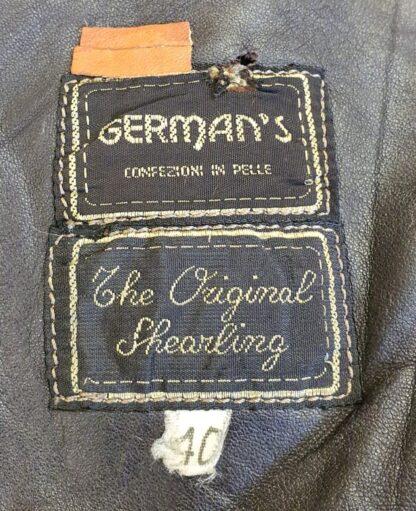 GERMAN'S
CONFEZIONI IN PELLE
The Original
Shearling
40